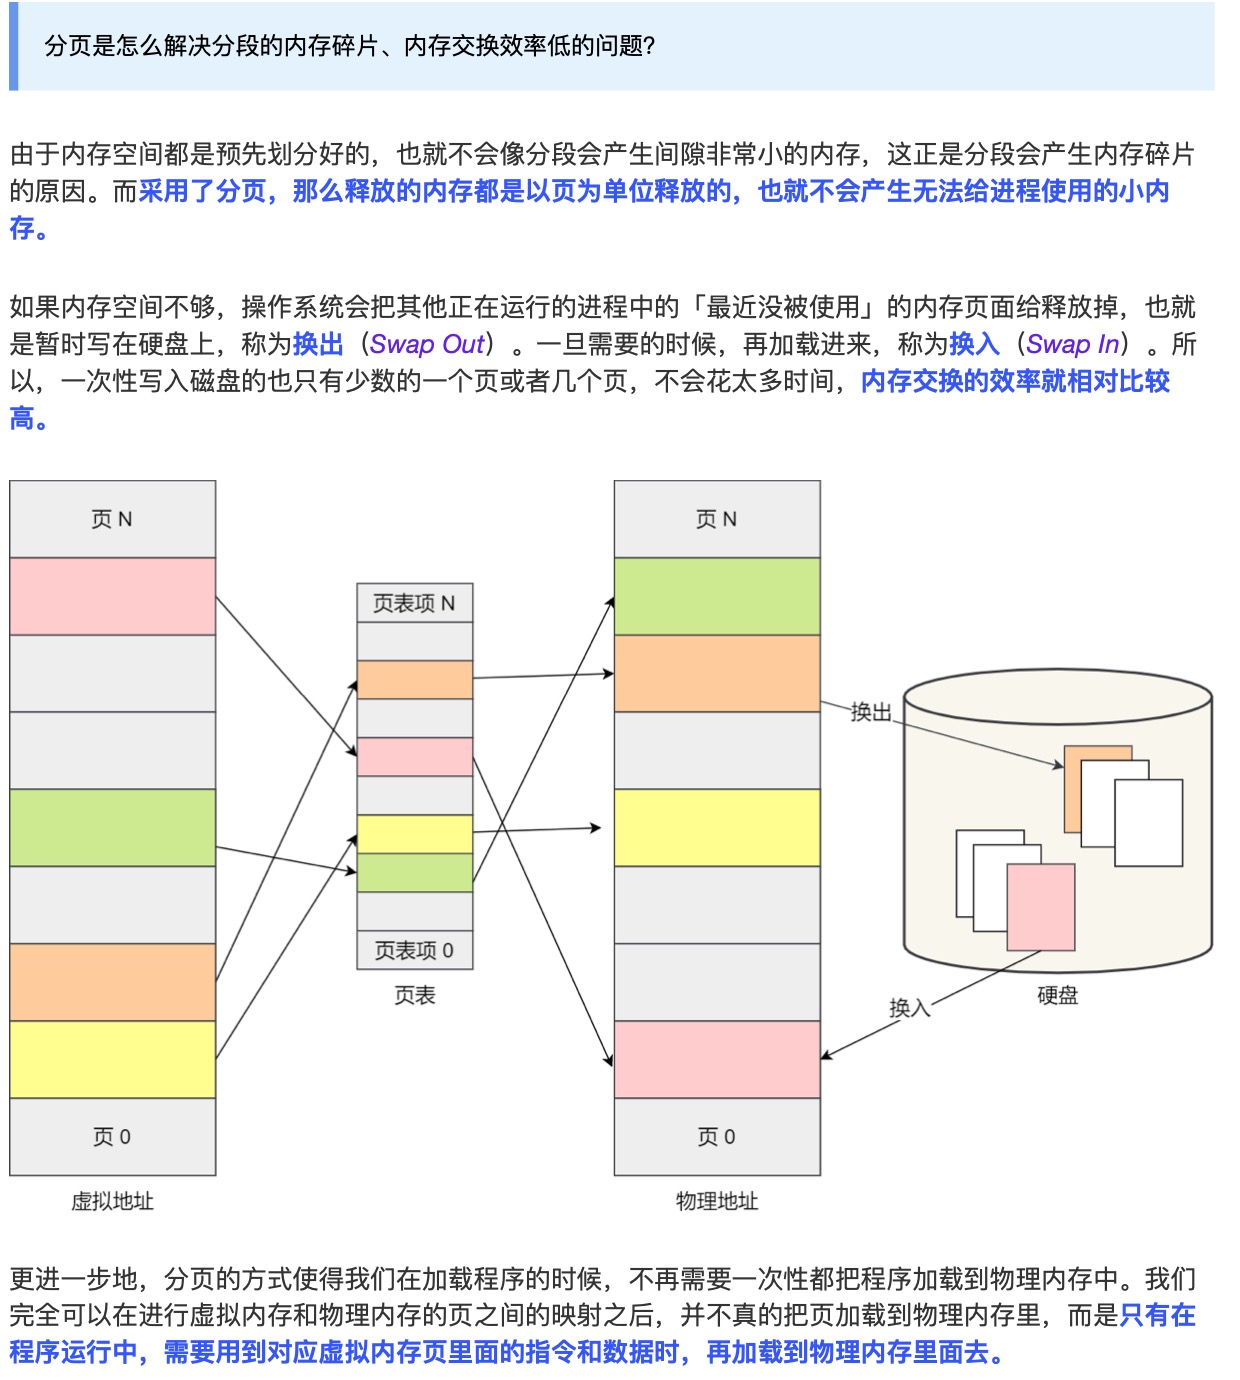 分页是怎么解决分段的内存碎片、内存交换效率低的问题?
由于内存空间都是预先划分好的，也就不会像分段会产生间隙非常小的内存，这正是分段会产生内存碎片
的原因。而采用了分页，那么释放的内存都是以页为单位释放的，也就不会产生无法给进程使用的小内
存。
如果内存空间不够，操作系统会把其他正在运行的进程中的「最近没被使用」的内存页面给释放掉，也就
是暂时写在硬盘上，称为换出（Swap Out）。一旦需要的时候，再加载进来，称为换入（Swap In）。所
以，一次性写入磁盘的也只有少数的一个页或者几个页，不会花太多时间，内存交换的效率就相对比较
高。
页 N
页 0
虚拟地址
页表项 N
页表项 0
页表
页 N
页 0
物理地址
换出
换入
硬盘
更进一步地，分页的方式使得我们在加载程序的时候，不再需要一次性都把程序加载到物理内存中。我们
完全可以在进行虚拟内存和物理内存的页之间的映射之后，并不真的把页加载到物理内存里，而是只有在
程序运行中，需要用到对应虚拟内存页里面的指令和数据时，再加载到物理内存里面去。